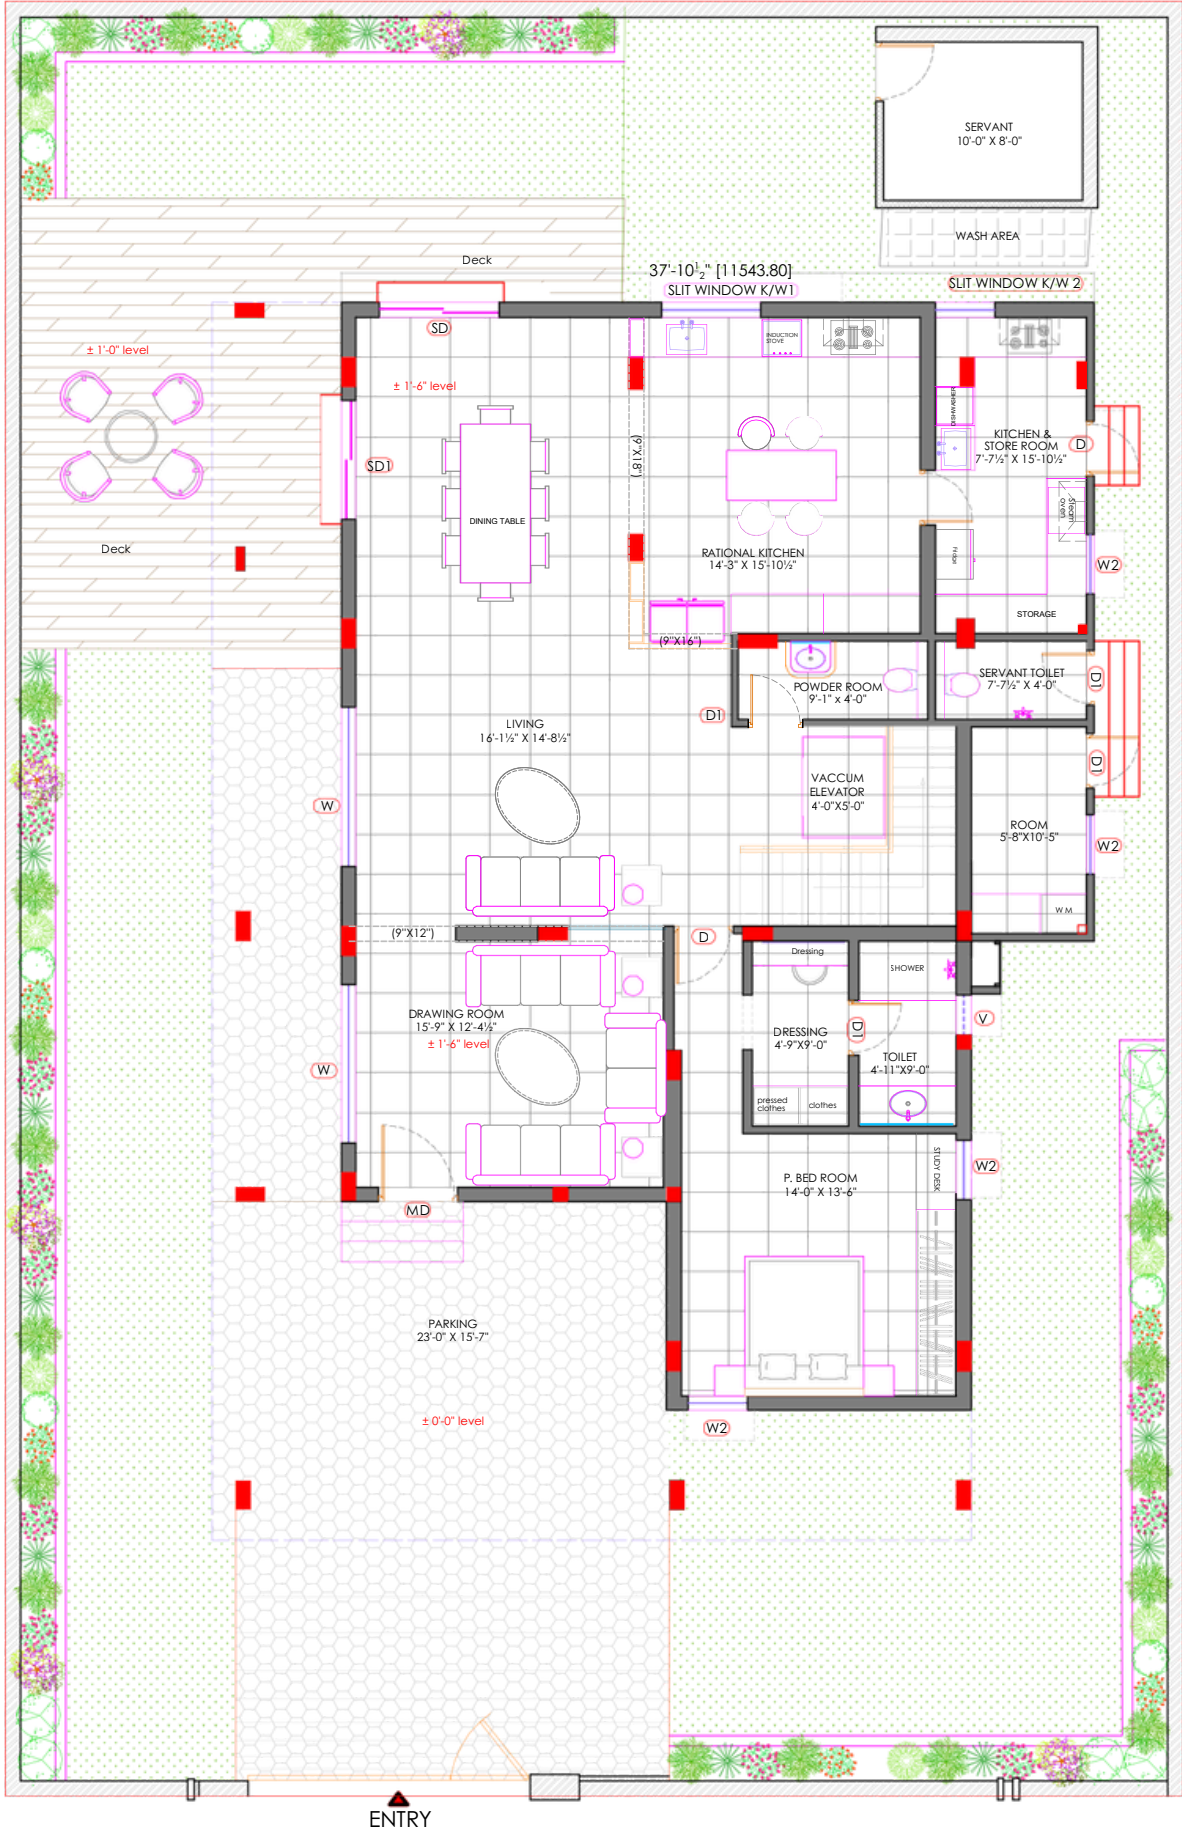 SERVANT
10'-0" X 8'-0"
WASH AREA
Deck
37'-10½" [11543.80]
SLIT WINDOW K/W1
SLIT WINDOW K/W 2
SD
INDUCTION
STOVE
± 1'-0" level
± 1'-6" level
DISHWASHER
(9"X18")
KITCHEN &
STORE ROOM
7'-7½" X 15'-10½"
D
SD1
DINING TABLE
Steam
oven
Deck
RATIONAL KITCHEN
14'-3" X 15'-10½"
Fridge
W2
STORAGE
(9"X16")
POWDER ROOM
9'-1" x 4'-0"
SERVANT TOILET
7'-7½" X 4'-0"
D1
D1
LIVING
16'-1½" X 14'-8½"
D1
VACCUM
ELEVATOR
4'-0"X5'-0"
W
ROOM
5'-8"X10'-5"
W2
W M
(9"X12")
D
Dressing
SHOWER
DRAWING ROOM
15'-9" X 12'-4½"
± 1'-6" level
DRESSING
4'-9"X9'-0"
D1
V
TOILET
4'-11"X9'-0"
W
pressed
clothes
clothes
P. BED ROOM
14'-0" X 13'-6"
STUDY DESK
W2
MD
PARKING
23'-0" X 15'-7"
± 0'-0" level
W2
ENTRY